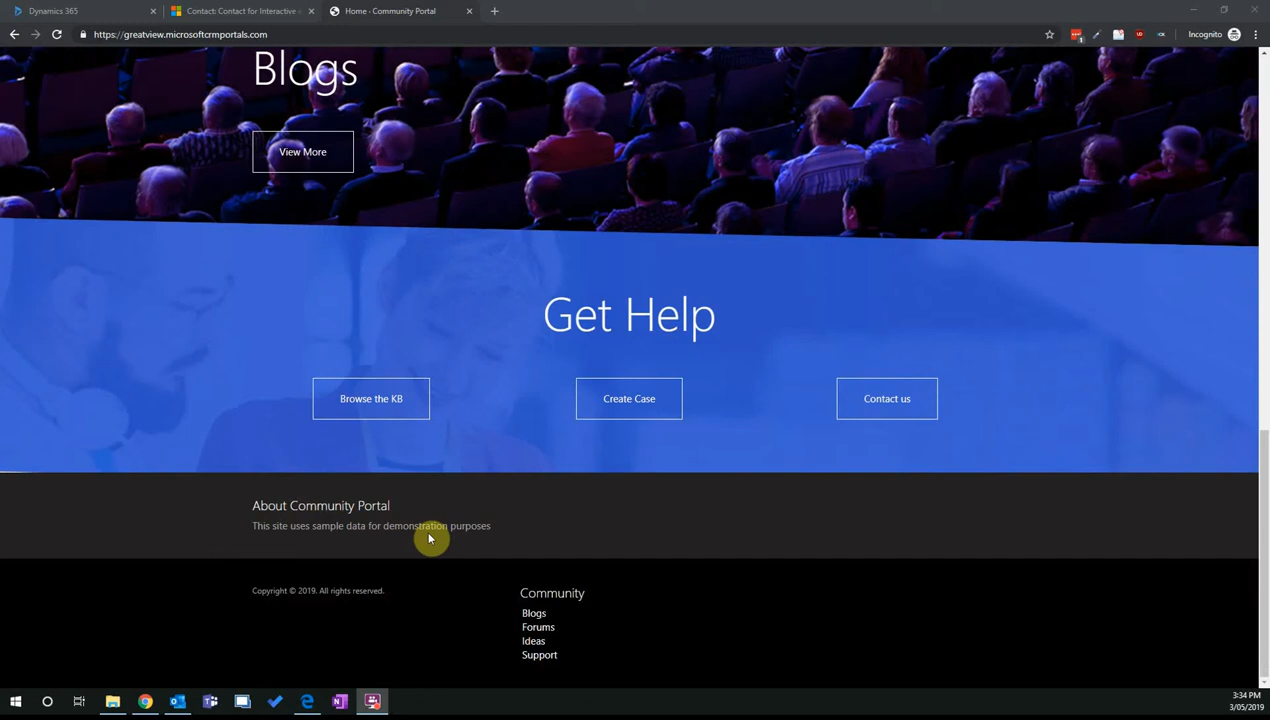 Dynamics 365
Contact: Contact for Interactive e
Home · Community Portal
https://greatview.microsoftcrmportals.com
Incognito
Blogs
View More
Get Help
Browse the KB
Create Case
Contact us
About Community Portal
This site uses sample data for demonstration purposes
Copyright © 2019. All rights reserved.
Community
Blogs
Forums
Ideas
Support
3:34 PM
3/05/2019